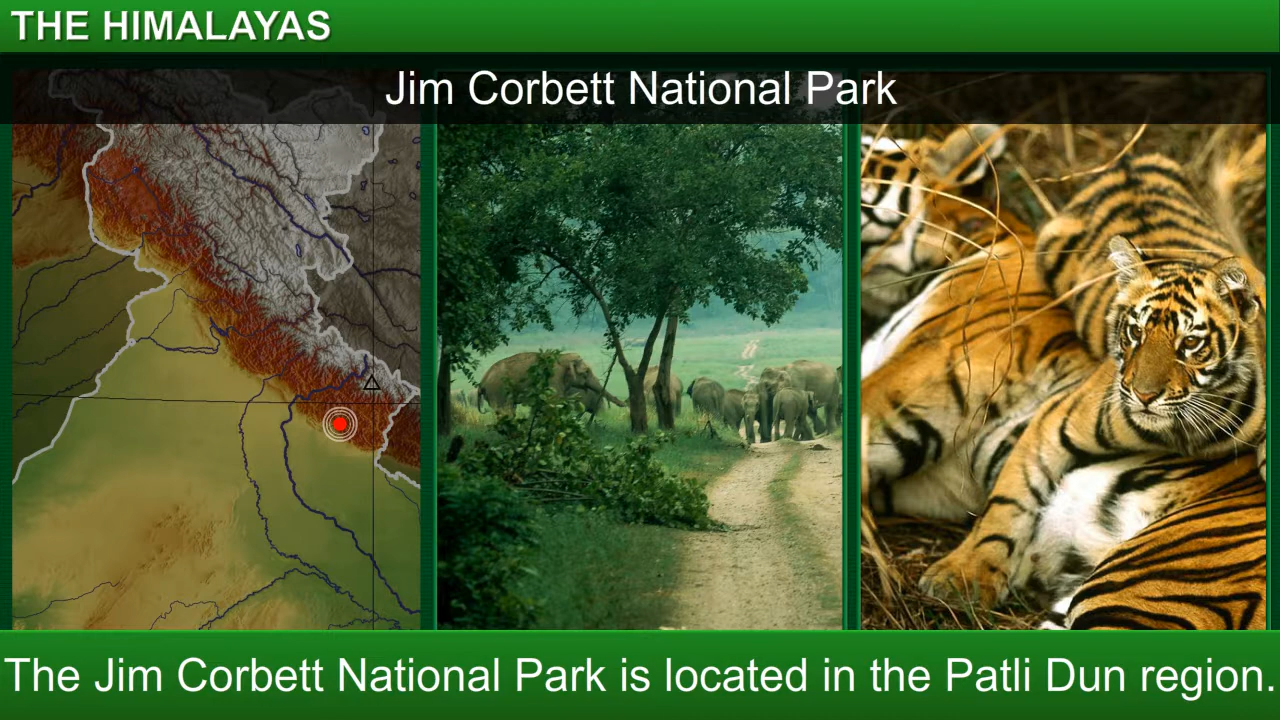 THE HIMALAYAS
Jim Corbett National Park
The Jim Corbett National Park is located in the Patli Dun region.